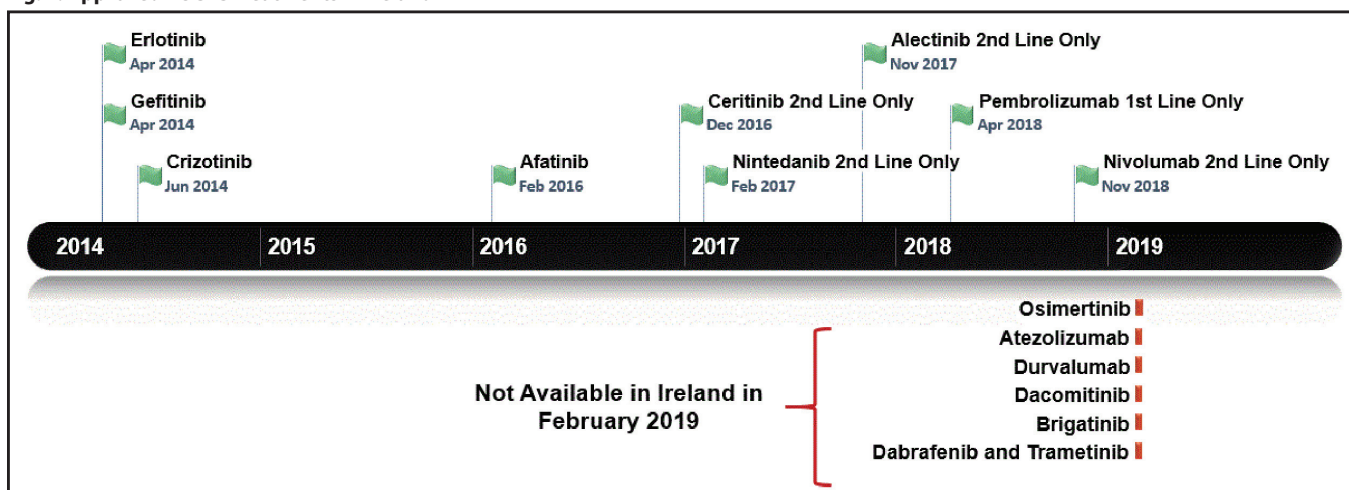 Erlotinib
Apr 2014
Gefitinib
Apr 2014
Crizotinib
Jun 2014
Afatinib
Feb 2016
Ceritinib 2nd Line Only
Dec 2016
Nintedanib 2nd Line Only
Feb 2017
Alectinib 2nd Line Only
Nov 2017
Pembrolizumab 1st Line Only
Apr 2018
Nivolumab 2nd Line Only
Nov 2018
2014 2015 2016 2017 2018 2019
Osimertinib
Atezolizumab
Durvalumab
Dacomitinib
Brigatinib
Dabrafenib and Trametinib
Not Available in Ireland in
February 2019